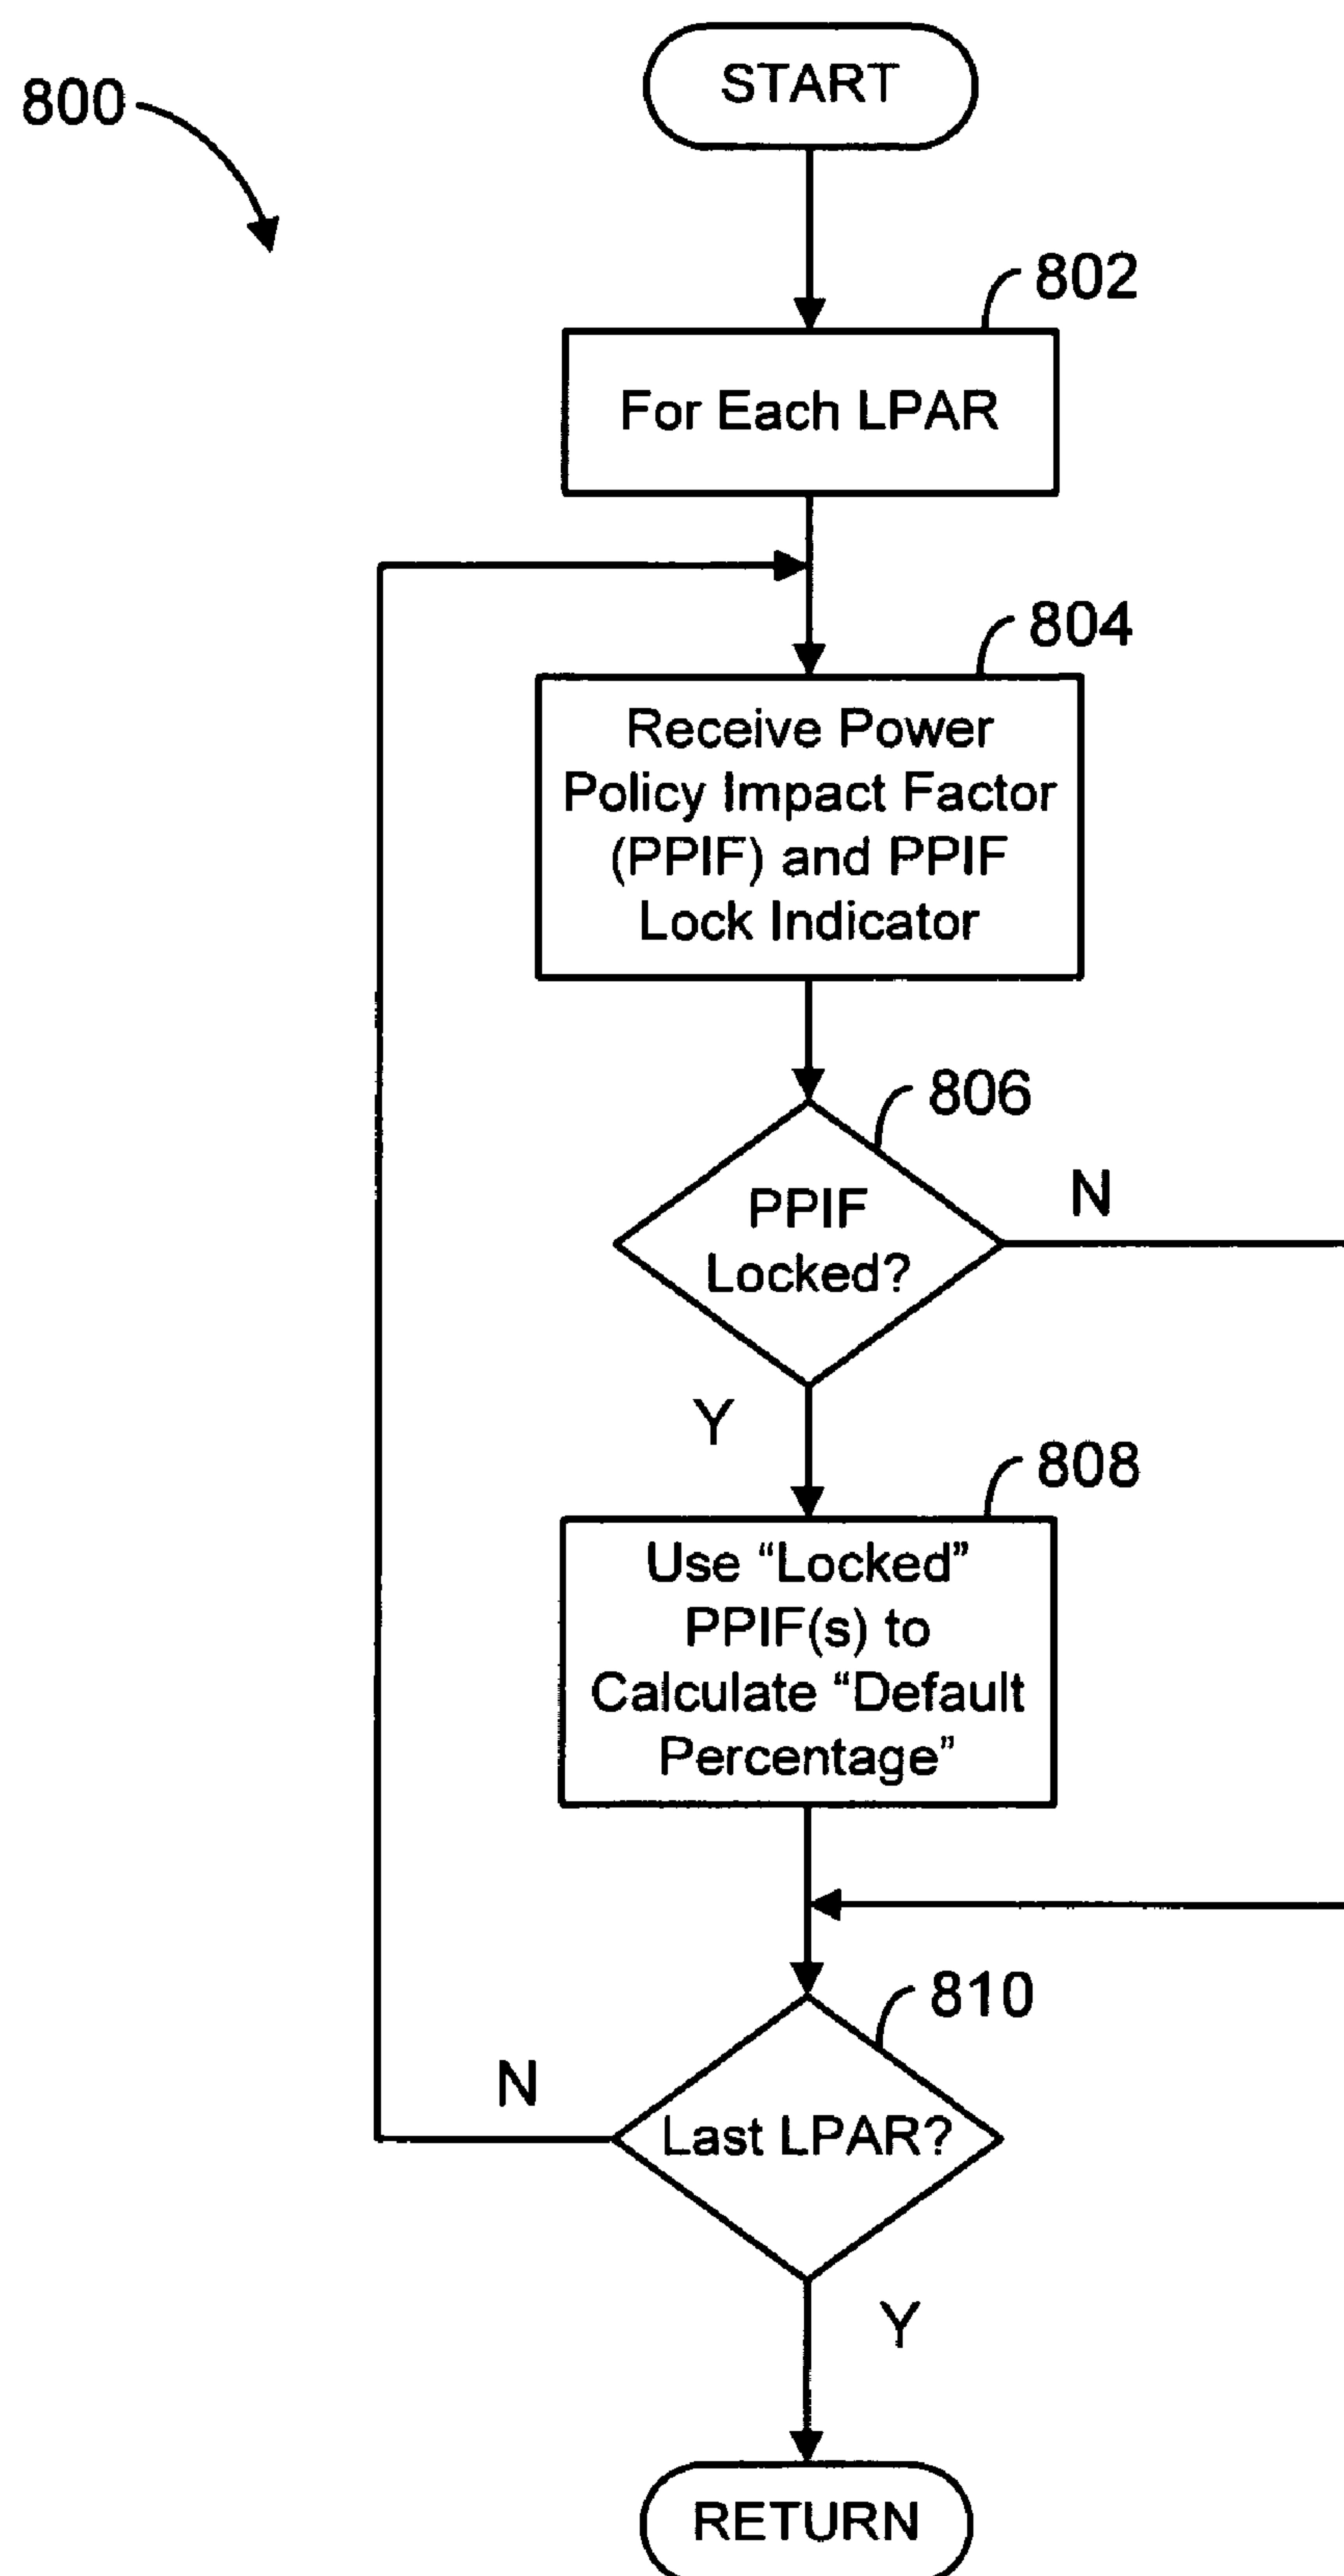 START
800
802
For Each LPAR
804
Receive Power
Policy Impact Factor
(PPIF) and PPIF
Lock Indicator
806
PPIF
Locked?
N
Y
808
Use “Locked”
PPIF(s) to
Calculate “Default
Percentage”
810
N
Last LPAR?
Y
RETURN